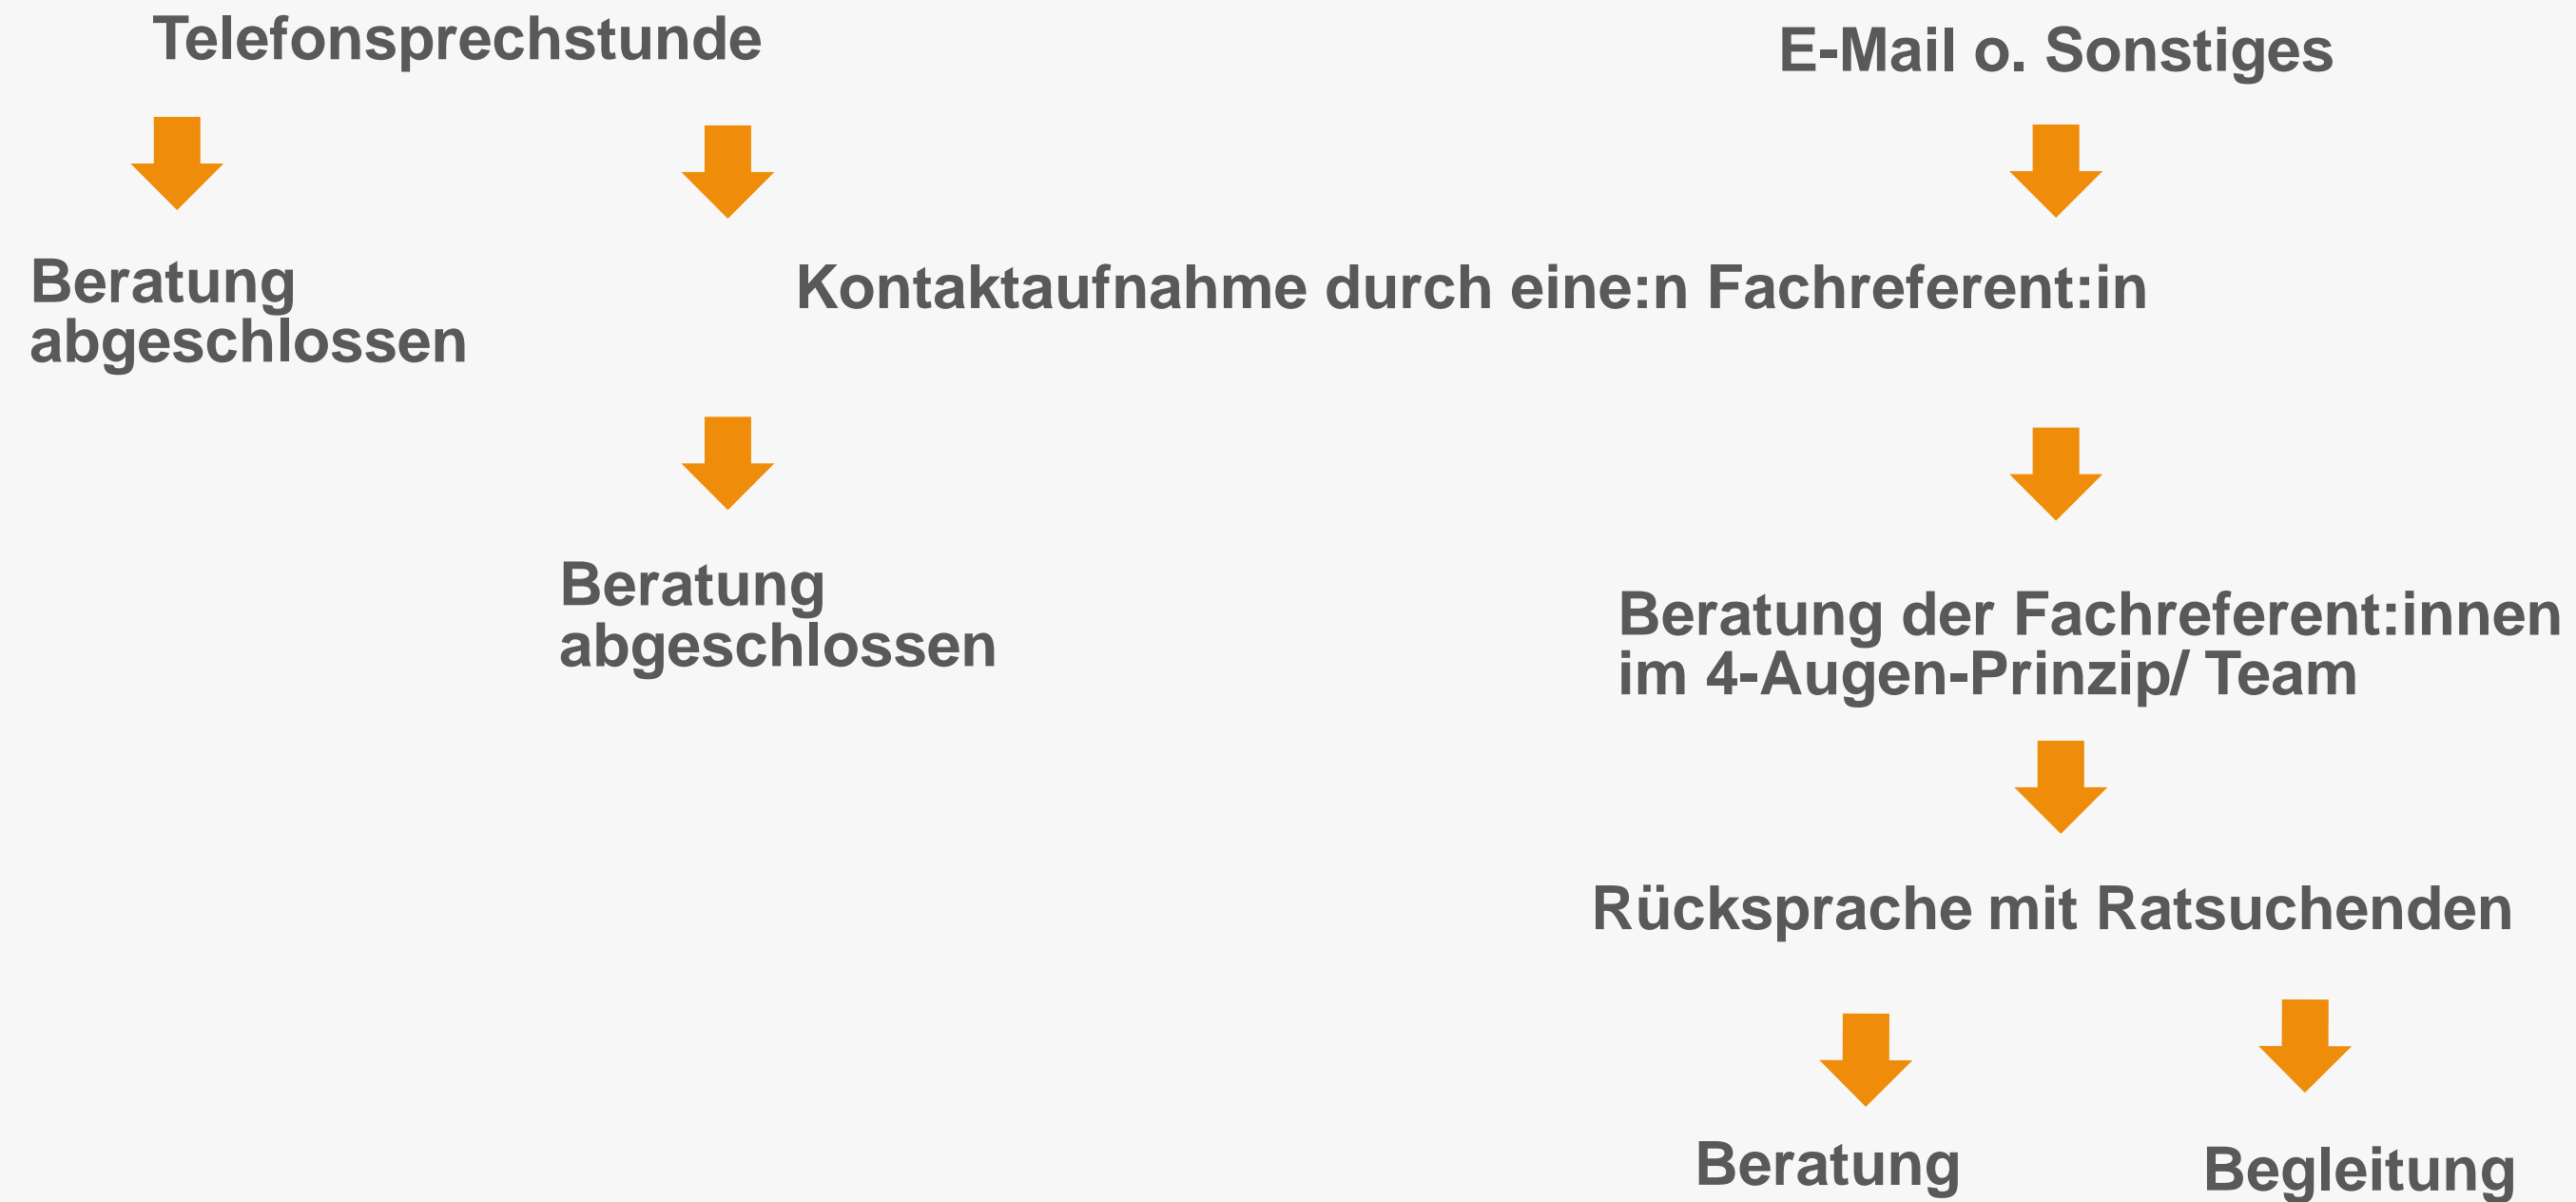 Telefonsprechstunde
E-Mail o. Sonstiges
Beratung
abgeschlossen
Kontaktaufnahme durch eine:n Fachreferent:in
Beratung
abgeschlossen
Beratung der Fachreferent:innen
im 4-Augen-Prinzip/ Team
Rücksprache mit Ratsuchenden
Beratung
Begleitung